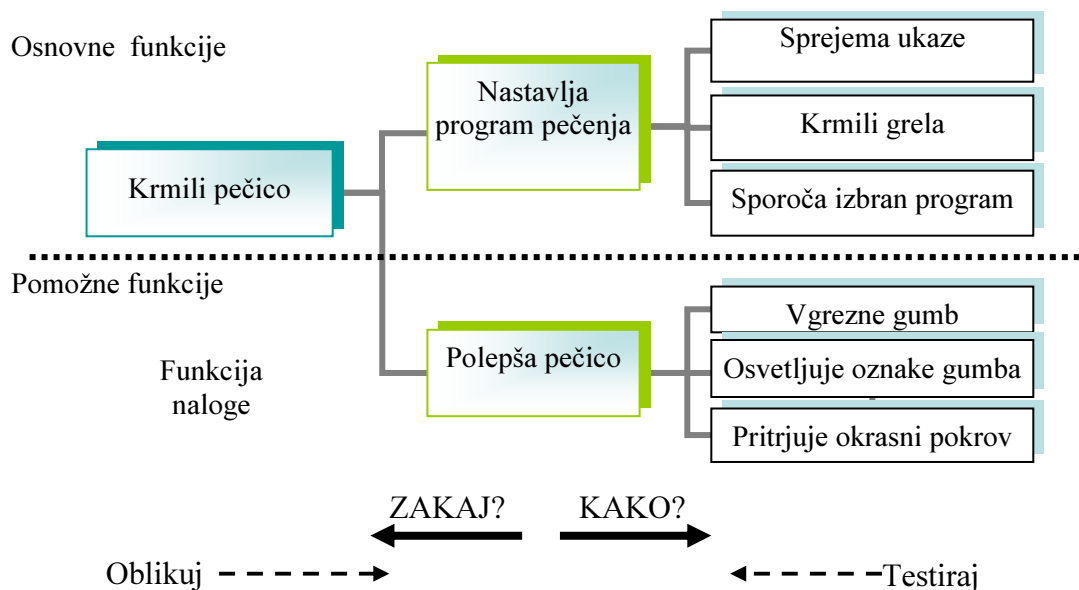 Osnovne funkcije
Sprejema ukaze
Nastavlja
program pečenja
Krmili grela
Krmili pečico
Sporoča izbran program
Pomožne funkcije
Vgrezne gumb
Polepša pečico
Osvetljuje oznake gumba
Funkcija
naloge
Pritrjuje okrasni pokrov
ZAKAJ?
KAKO?
Oblikuj
Testiraj